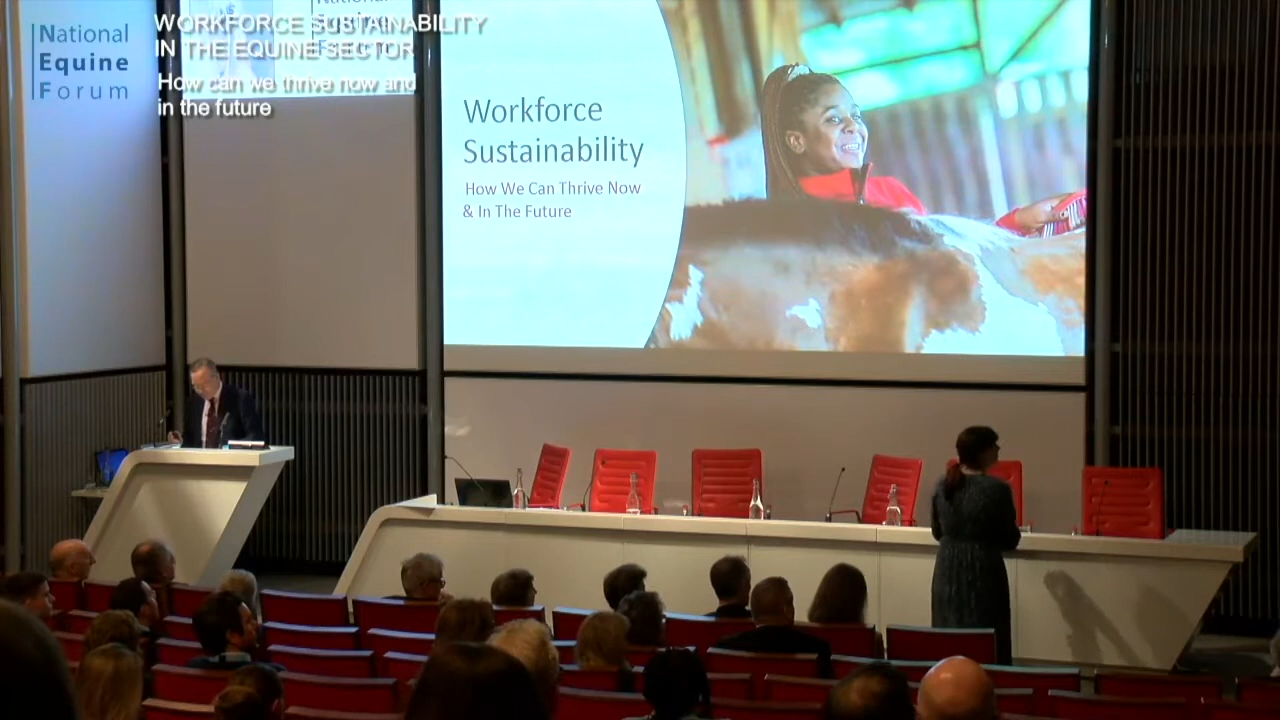 National
Equine
Forum
WORKFORCE SUSTAINABILITY
IN THE EQUINE SECTOR
How can we thrive now and
in the future
Workforce
Sustainability
How We Can Thrive Now
& In The Future